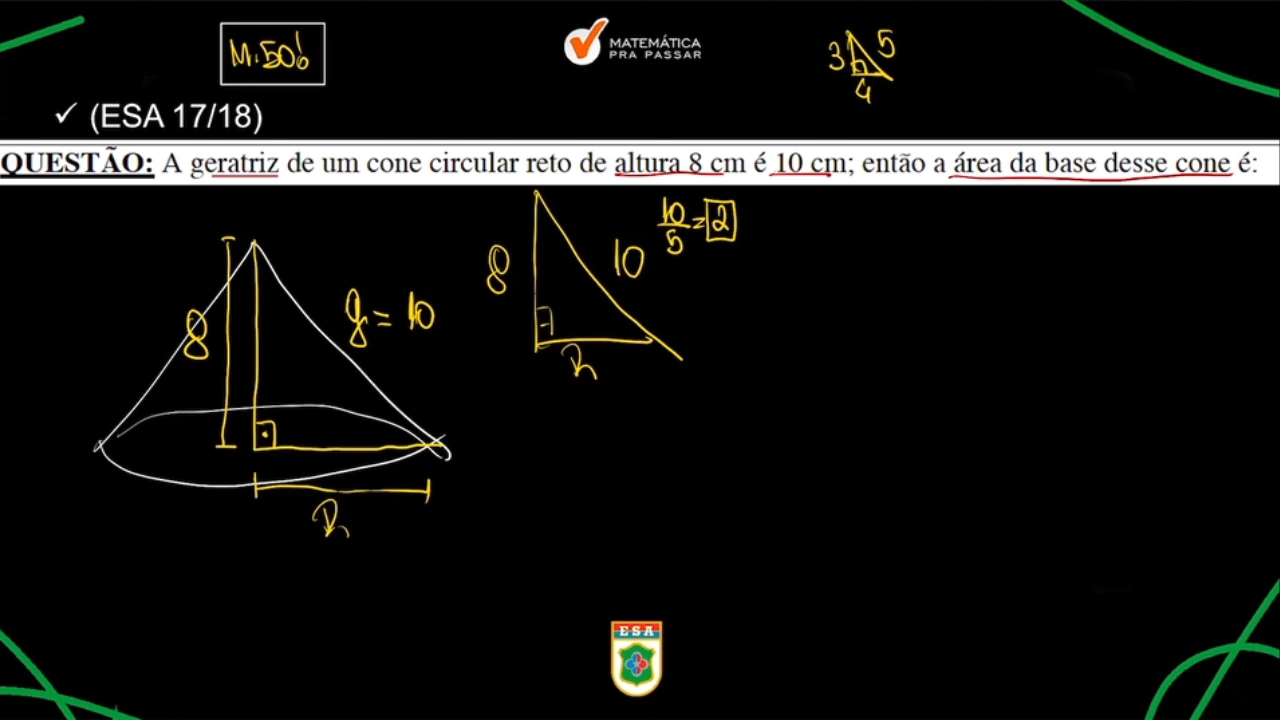 M.50%
MATEMÁTICA
PRA PASSAR
3 5
4
✓ (ESA 17/18)
QUESTÃO: A geratriz de um cone circular reto de altura 8 cm é 10 cm; então a área da base desse cone é:
8
g = 10
R
8
10
10/5 = 2
R
ESA